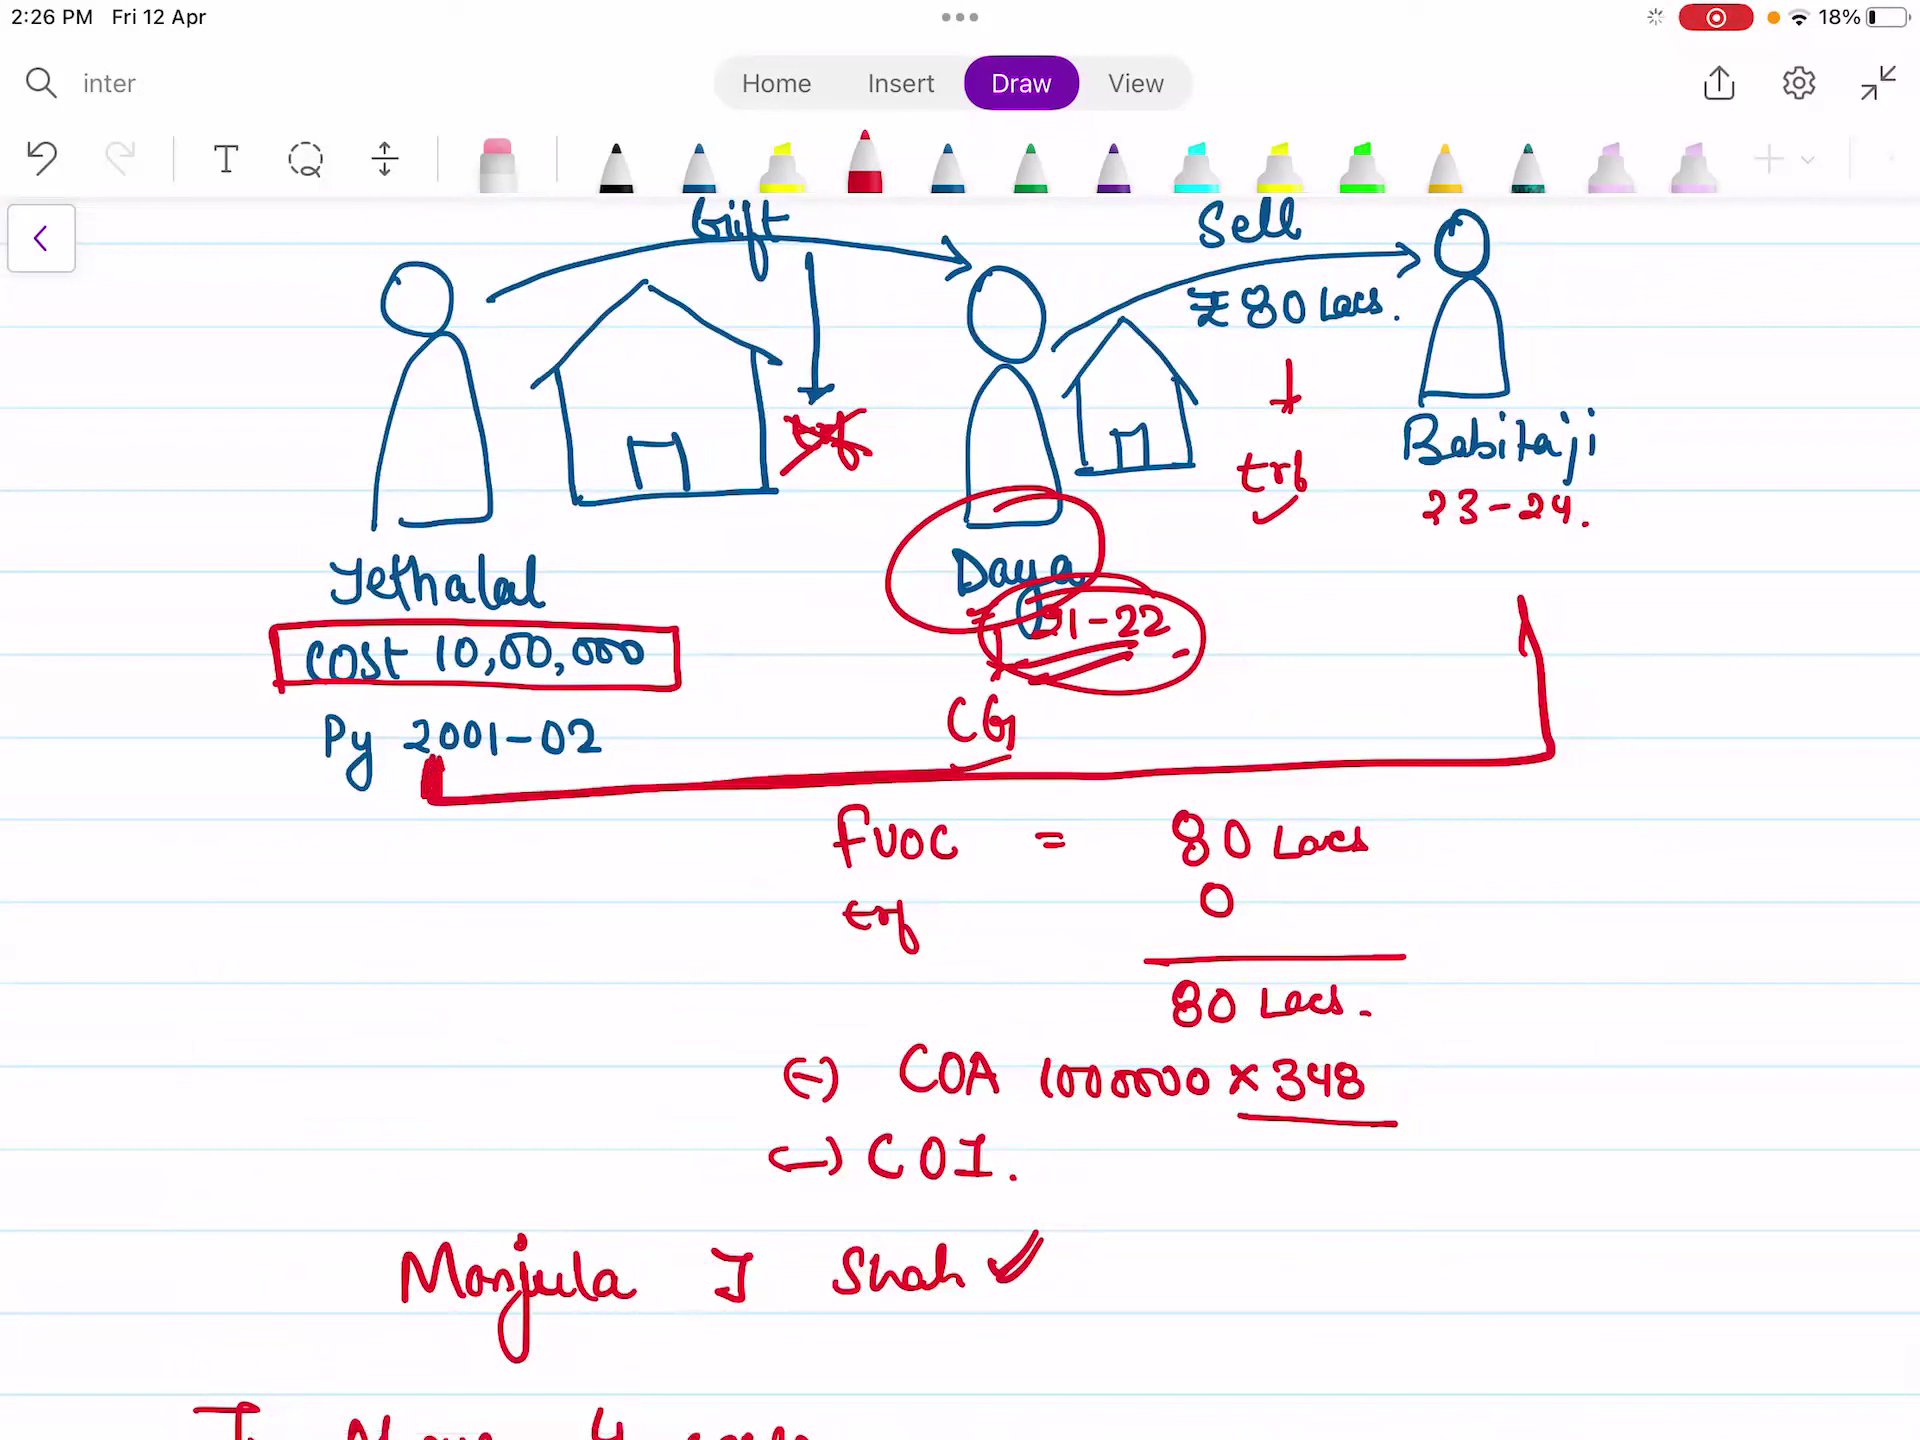 2:26 PM Fri 12 Apr
18%
inter
Home Insert Draw View
T
Gift
Sell
₹ 80 Lacs.
trf
Babitaji
23-24.
Jethalal
Daya
21-22
COST 10,00,000
Py 2001-02
CG
FVOC = 80 Lacs
trf 0
80 Lacs.
(-) COA 1000000 × 348
(-) COI.
Manjula J Shah